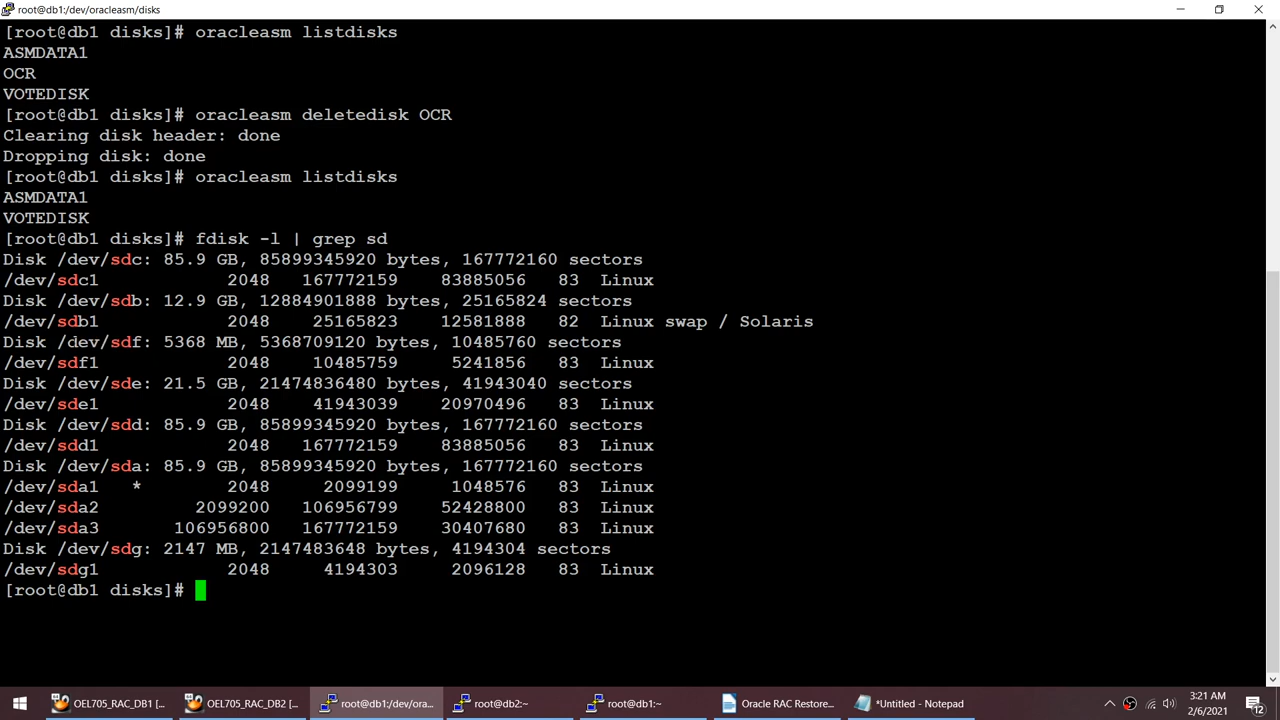 root@db1:/dev/oracleasm/disks
[root@db1 disks]# oracleasm listdisks
ASMDATA1
OCR
VOTEDISK
[root@db1 disks]# oracleasm deletedisk OCR
Clearing disk header: done
Dropping disk: done
[root@db1 disks]# oracleasm listdisks
ASMDATA1
VOTEDISK
[root@db1 disks]# fdisk -l | grep sd
Disk /dev/sdc: 85.9 GB, 85899345920 bytes, 167772160 sectors
/dev/sdc1 2048 167772159 83885056 83 Linux
Disk /dev/sdb: 12.9 GB, 12884901888 bytes, 25165824 sectors
/dev/sdb1 2048 25165823 12581888 82 Linux swap / Solaris
Disk /dev/sdf: 5368 MB, 5368709120 bytes, 10485760 sectors
/dev/sdf1 2048 10485759 5241856 83 Linux
Disk /dev/sde: 21.5 GB, 21474836480 bytes, 41943040 sectors
/dev/sde1 2048 41943039 20970496 83 Linux
Disk /dev/sdd: 85.9 GB, 85899345920 bytes, 167772160 sectors
/dev/sdd1 2048 167772159 83885056 83 Linux
Disk /dev/sda: 85.9 GB, 85899345920 bytes, 167772160 sectors
/dev/sda1 * 2048 2099199 1048576 83 Linux
/dev/sda2 2099200 106956799 52428800 83 Linux
/dev/sda3 106956800 167772159 30407680 83 Linux
Disk /dev/sdg: 2147 MB, 2147483648 bytes, 4194304 sectors
/dev/sdg1 2048 4194303 2096128 83 Linux
[root@db1 disks]#
OEL705_RAC_DB1 [... OEL705_RAC_DB2 [... root@db1:/dev/ora... root@db2:~ root@db1:~ Oracle RAC Restore... *Untitled - Notepad 3:21 AM
2/6/2021 12